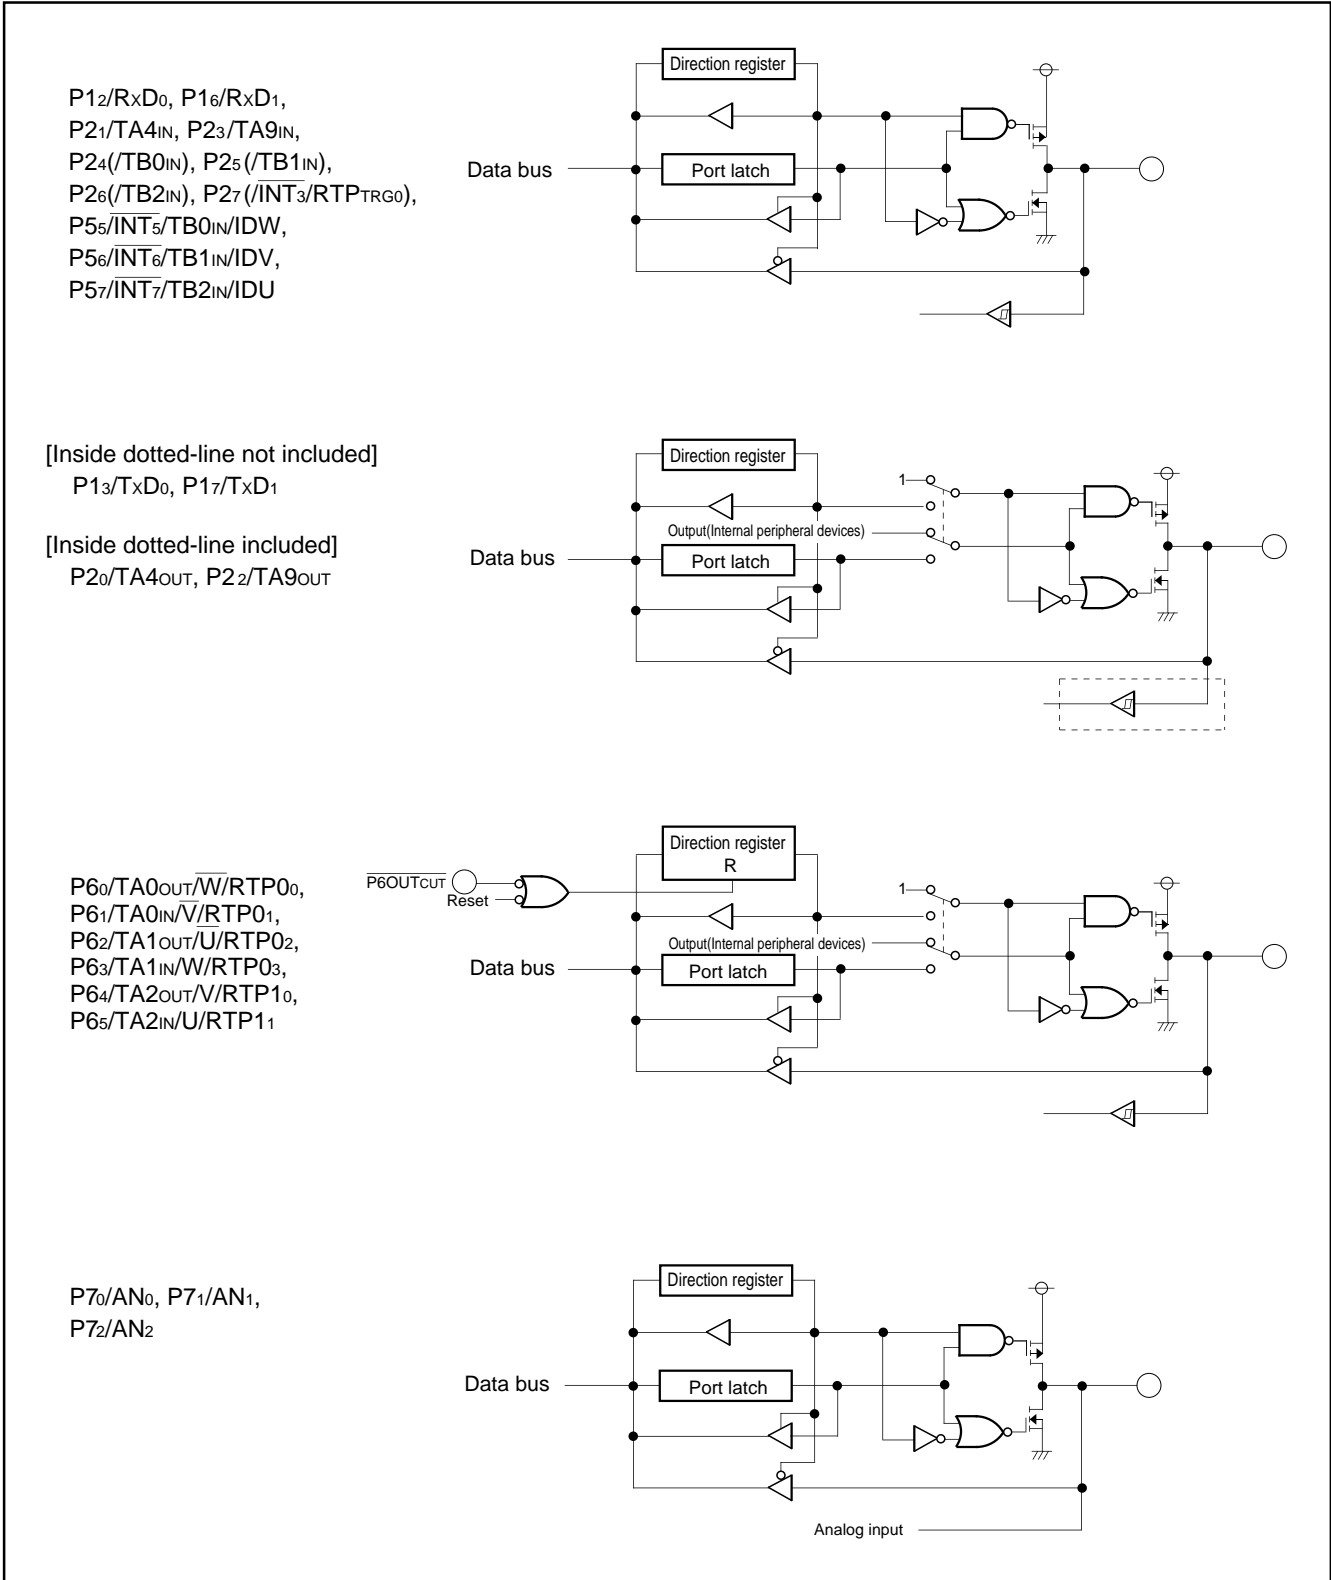 P12/RxD0, P16/RxD1,
P21/TA4IN, P23/TA9IN,
P24(/TB0IN), P25(/TB1IN),
P26(/TB2IN), P27(/INT3/RTPTRG0),
P55/INT5/TB0IN/IDW,
P56/INT6/TB1IN/IDV,
P57/INT7/TB2IN/IDU
Direction register
Data bus
Port latch
[Inside dotted-line not included]
P13/TxD0, P17/TxD1
[Inside dotted-line included]
P20/TA4OUT, P22/TA9OUT
Direction register
1
Output(Internal peripheral devices)
Data bus
Port latch
P60/TA0OUT/W/RTP00,
P61/TA0IN/V/RTP01,
P62/TA1OUT/U/RTP02,
P63/TA1IN/W/RTP03,
P64/TA2OUT/V/RTP10,
P65/TA2IN/U/RTP11
P6OUTCUT
Reset
Direction register
R
1
Output(Internal peripheral devices)
Data bus
Port latch
P70/AN0, P71/AN1,
P72/AN2
Direction register
Data bus
Port latch
Analog input